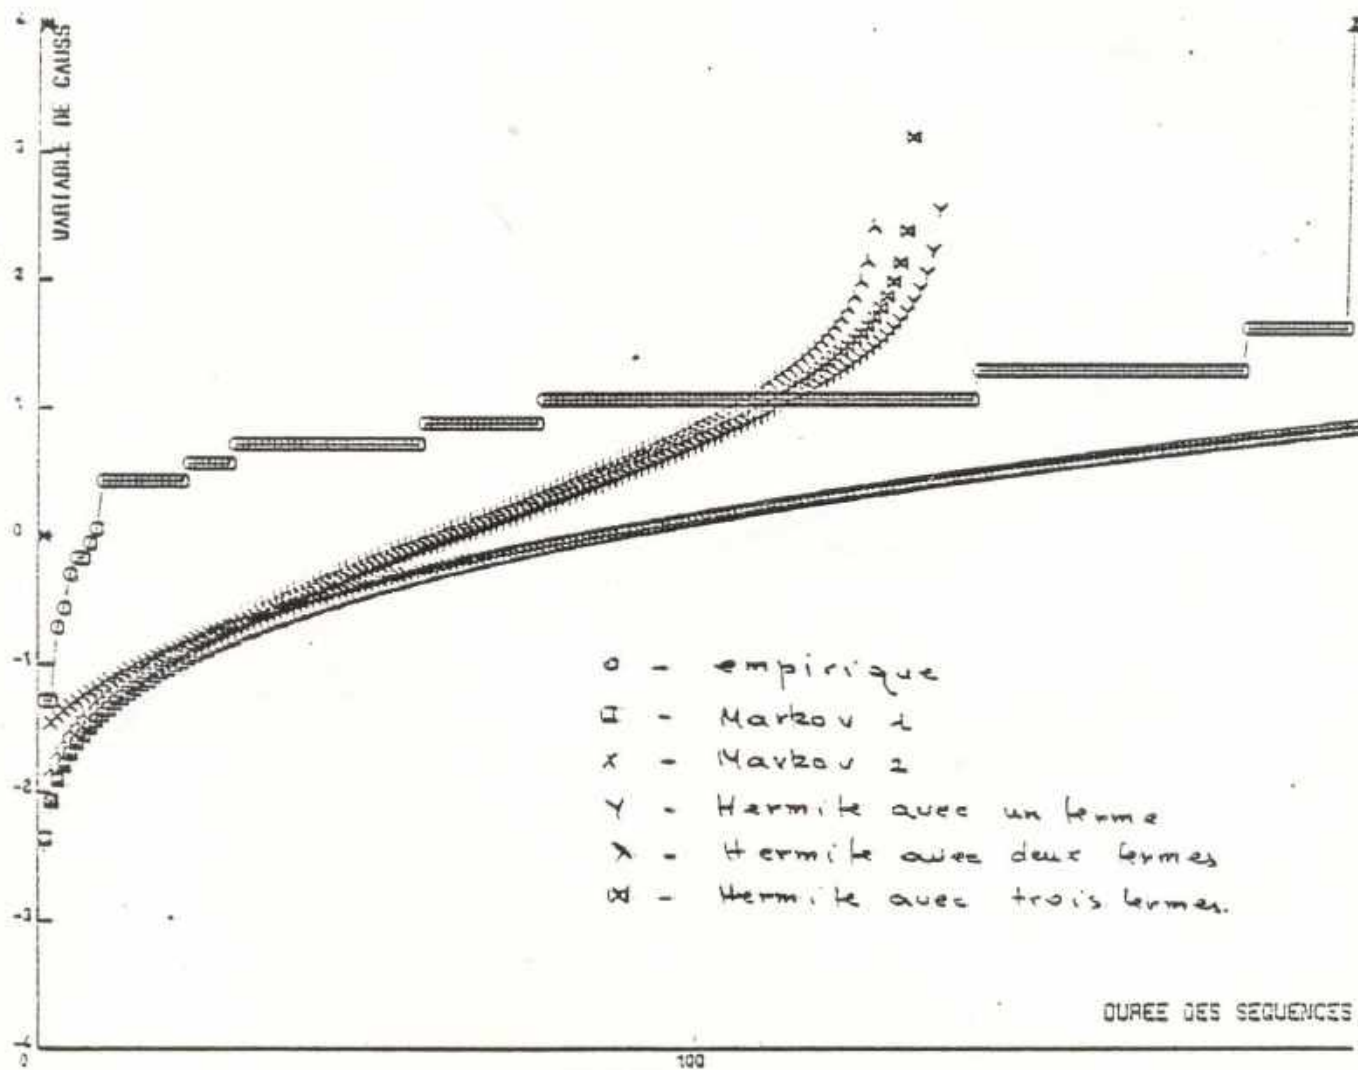 VARIABLE DE GAUSS
3
2
1
0
-1
o - empirique
□ - Markov 1
x - Markov 2
Y - Hermite avec un terme
⅄ - Hermite avec deux termes
⋈ - Hermite avec trois termes.
-2
-3
DUREE DES SEQUENCES
-4
0
100